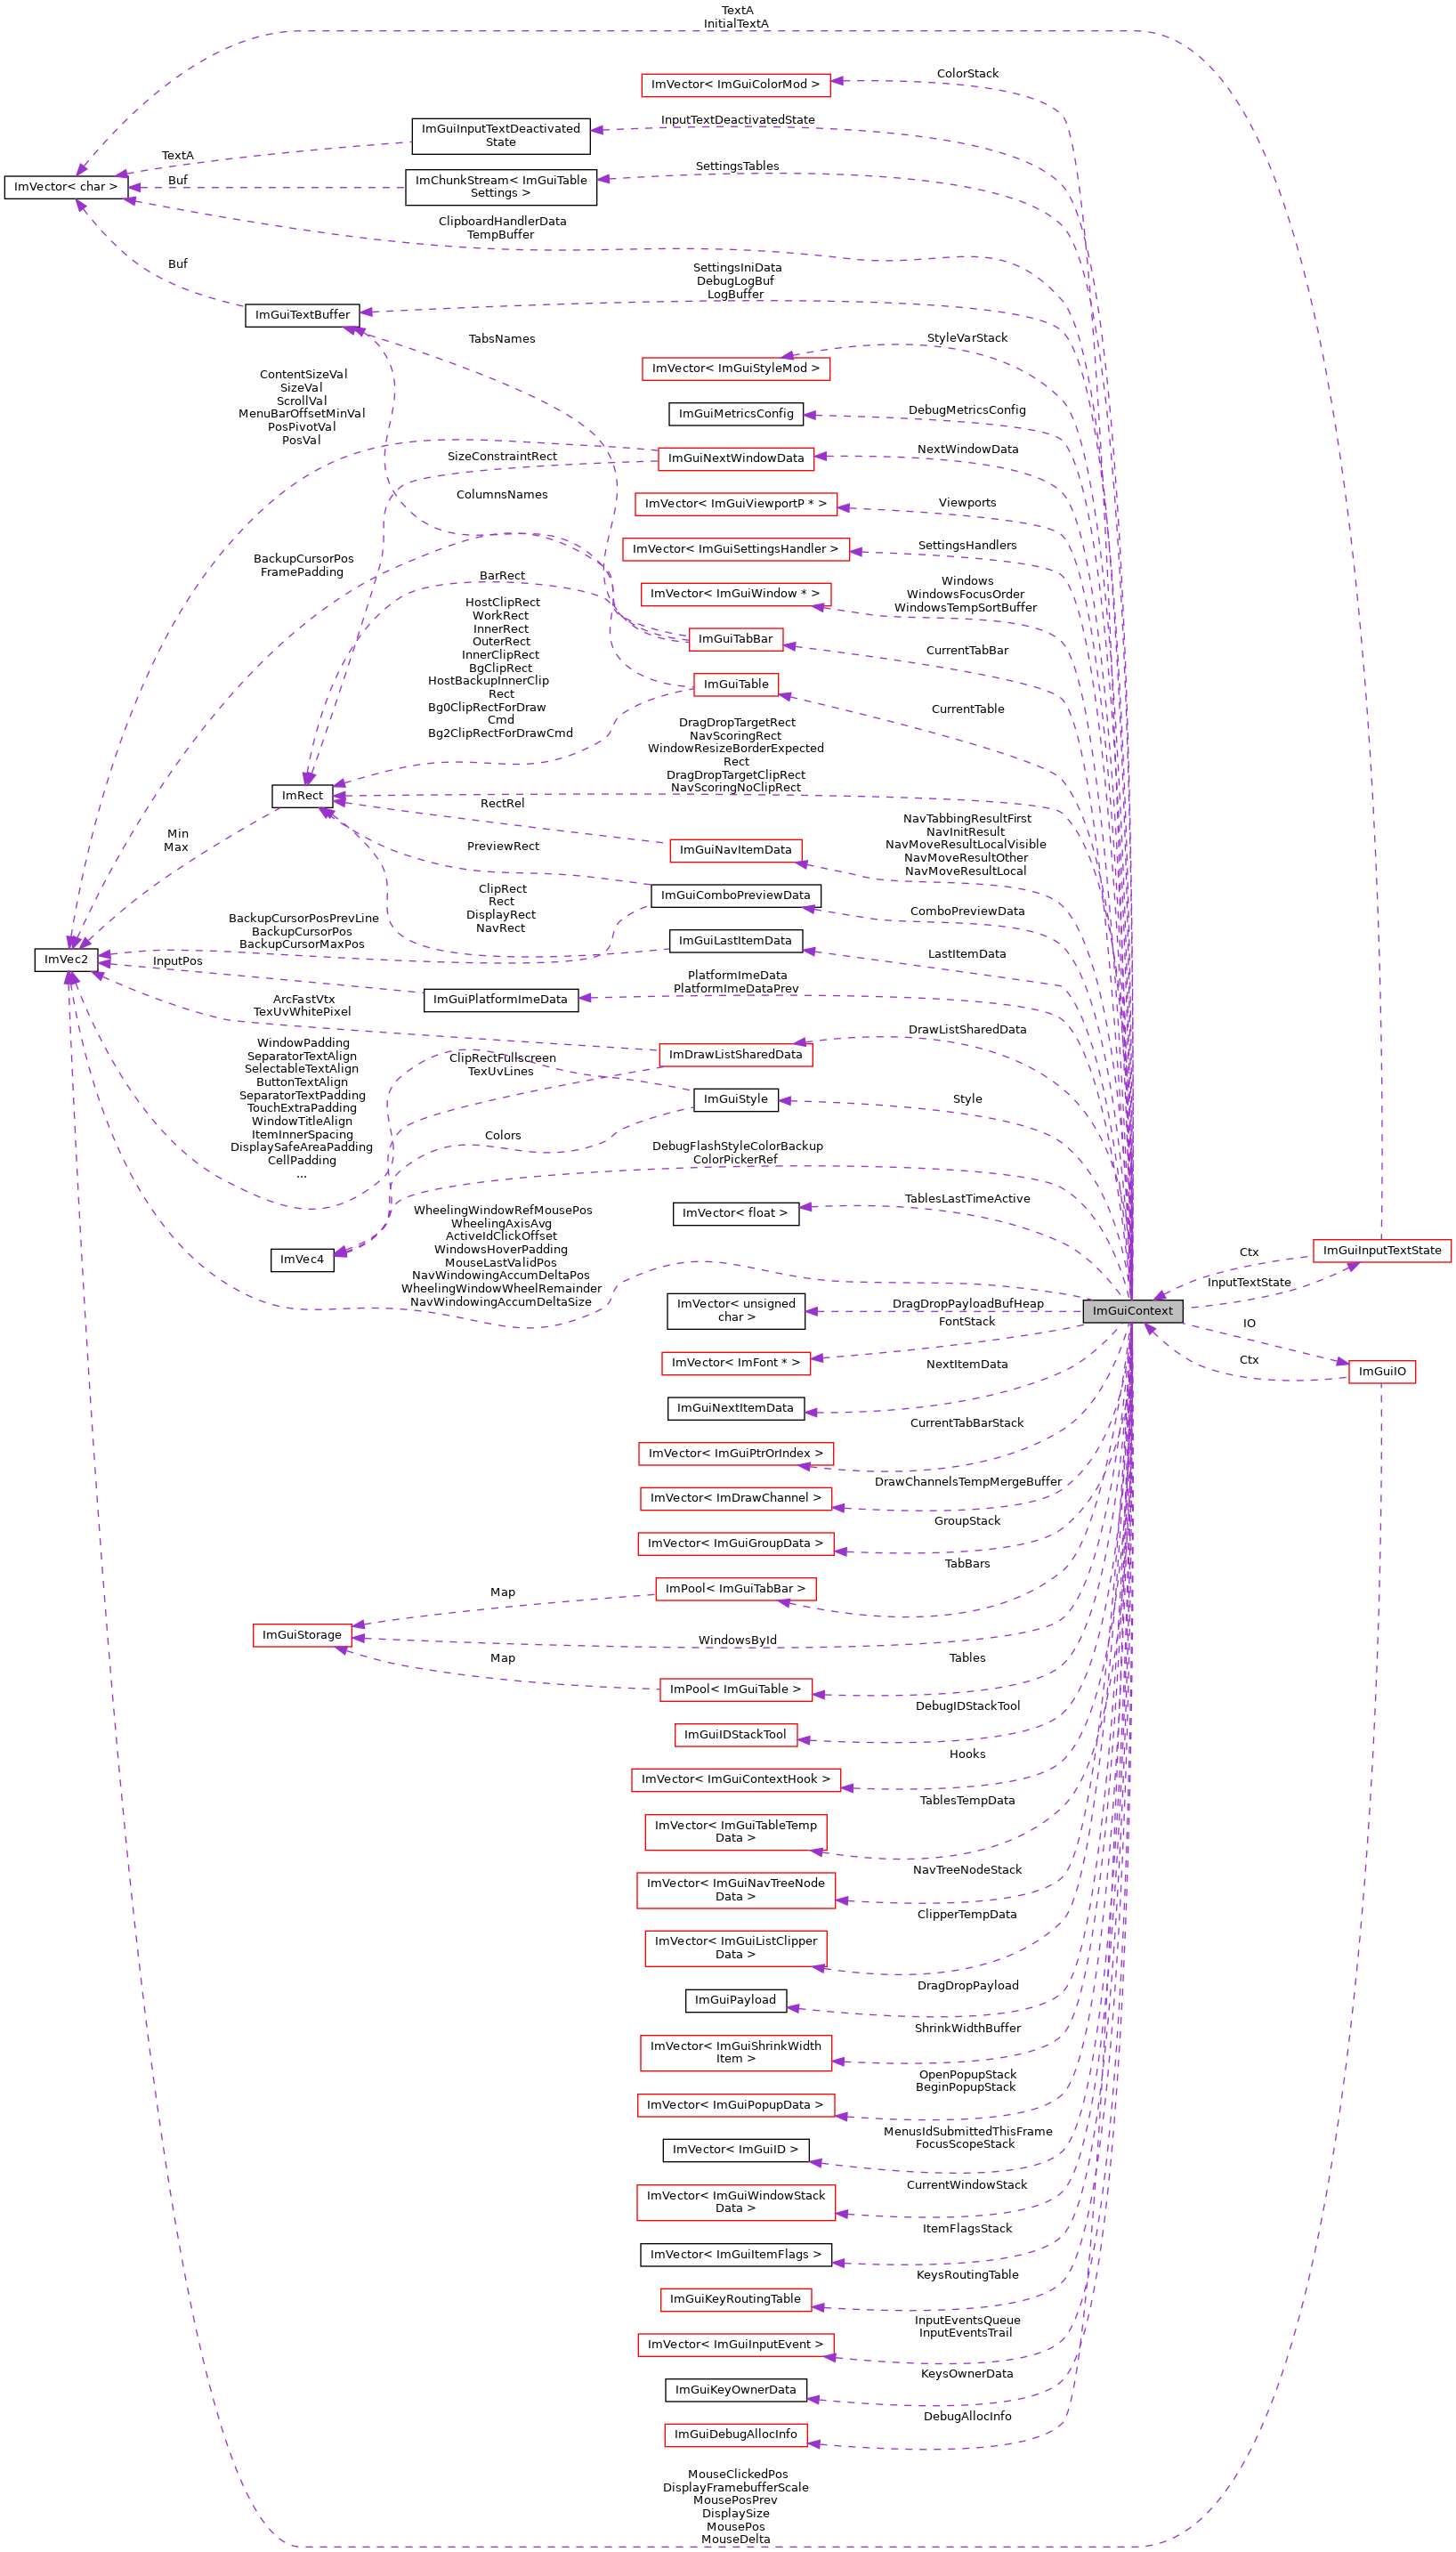 TextA
InitialTextA
ColorStack
ImVector< ImGuiColorMod >
InputTextDeactivatedState
ImGuiInputTextDeactivated
State
TextA
SettingsTables
ImChunkStream< ImGuiTable
Settings >
Buf
ImVector< char >
ClipboardHandlerData
TempBuffer
Buf
SettingsIniData
DebugLogBuf
LogBuffer
ImGuiTextBuffer
TabsNames
StyleVarStack
ImVector< ImGuiStyleMod >
ContentSizeVal
SizeVal
ScrollVal
MenuBarOffsetMinVal
PosPivotVal
PosVal
DebugMetricsConfig
ImGuiMetricsConfig
NextWindowData
ImGuiNextWindowData
SizeConstraintRect
ColumnsNames
Viewports
ImVector< ImGuiViewportP * >
SettingsHandlers
ImVector< ImGuiSettingsHandler >
BackupCursorPos
FramePadding
BarRect
Windows
WindowsFocusOrder
WindowsTempSortBuffer
ImVector< ImGuiWindow * >
HostClipRect
WorkRect
InnerRect
OuterRect
InnerClipRect
BgClipRect
HostBackupInnerClip
Rect
Bg0ClipRectForDraw
Cmd
Bg2ClipRectForDrawCmd
CurrentTabBar
ImGuiTabBar
ImGuiTable
CurrentTable
DragDropTargetRect
NavScoringRect
WindowResizeBorderExpected
Rect
DragDropTargetClipRect
NavScoringNoClipRect
ImRect
RectRel
NavTabbingResultFirst
NavInitResult
NavMoveResultLocalVisible
NavMoveResultOther
NavMoveResultLocal
Min
Max
ImGuiNavItemData
PreviewRect
ImGuiComboPreviewData
ComboPreviewData
ClipRect
Rect
DisplayRect
NavRect
BackupCursorPosPrevLine
BackupCursorPos
BackupCursorMaxPos
ImGuiLastItemData
LastItemData
ImVec2
InputPos
PlatformImeData
PlatformImeDataPrev
ImGuiPlatformImeData
ArcFastVtx
TexUvWhitePixel
DrawListSharedData
ImDrawListSharedData
ClipRectFullscreen
TexUvLines
WindowPadding
SeparatorTextAlign
SelectableTextAlign
ButtonTextAlign
SeparatorTextPadding
TouchExtraPadding
WindowTitleAlign
ItemInnerSpacing
DisplaySafeAreaPadding
CellPadding
...
ImGuiStyle
Style
Colors
DebugFlashStyleColorBackup
ColorPickerRef
TablesLastTimeActive
ImVector< float >
ImVec4
WheelingWindowRefMousePos
WheelingAxisAvg
ActiveIdClickOffset
WindowsHoverPadding
MouseLastValidPos
NavWindowingAccumDeltaPos
WheelingWindowWheelRemainder
NavWindowingAccumDeltaSize
ImGuiInputTextState
Ctx
InputTextState
ImGuiContext
IO
Ctx
ImGuiIO
ImVector< unsigned
char >
DragDropPayloadBufHeap
FontStack
ImVector< ImFont * >
NextItemData
ImGuiNextItemData
CurrentTabBarStack
ImVector< ImGuiPtrOrIndex >
DrawChannelsTempMergeBuffer
ImVector< ImDrawChannel >
GroupStack
ImVector< ImGuiGroupData >
TabBars
ImPool< ImGuiTabBar >
Map
ImGuiStorage
WindowsById
Map
Tables
ImPool< ImGuiTable >
DebugIDStackTool
ImGuiIDStackTool
Hooks
ImVector< ImGuiContextHook >
TablesTempData
ImVector< ImGuiTableTemp
Data >
NavTreeNodeStack
ImVector< ImGuiNavTreeNode
Data >
ClipperTempData
ImVector< ImGuiListClipper
Data >
DragDropPayload
ImGuiPayload
ShrinkWidthBuffer
ImVector< ImGuiShrinkWidth
Item >
OpenPopupStack
BeginPopupStack
ImVector< ImGuiPopupData >
MenusIdSubmittedThisFrame
FocusScopeStack
ImVector< ImGuiID >
CurrentWindowStack
ImVector< ImGuiWindowStack
Data >
ItemFlagsStack
ImVector< ImGuiItemFlags >
KeysRoutingTable
ImGuiKeyRoutingTable
InputEventsQueue
InputEventsTrail
ImVector< ImGuiInputEvent >
KeysOwnerData
ImGuiKeyOwnerData
DebugAllocInfo
ImGuiDebugAllocInfo
MouseClickedPos
DisplayFramebufferScale
MousePosPrev
DisplaySize
MousePos
MouseDelta